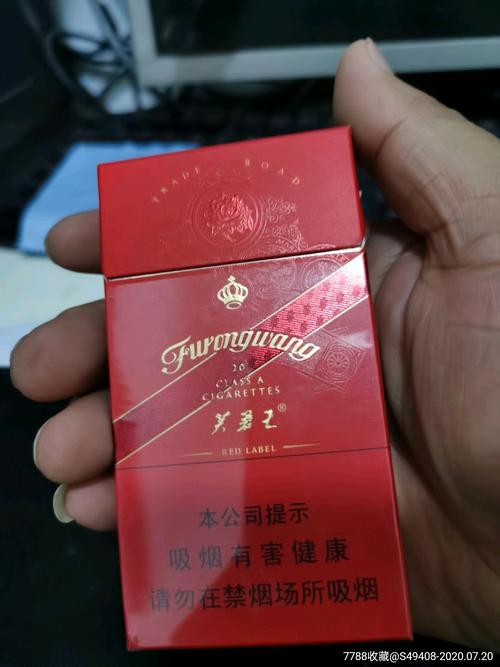 TRADE ROAD
Furongwang
20
CLASS A
CIGARETTES
芙蓉王®
RED LABEL
本公司提示
吸烟有害健康
请勿在禁烟场所吸烟
7788收藏@S49408-2020.07.20